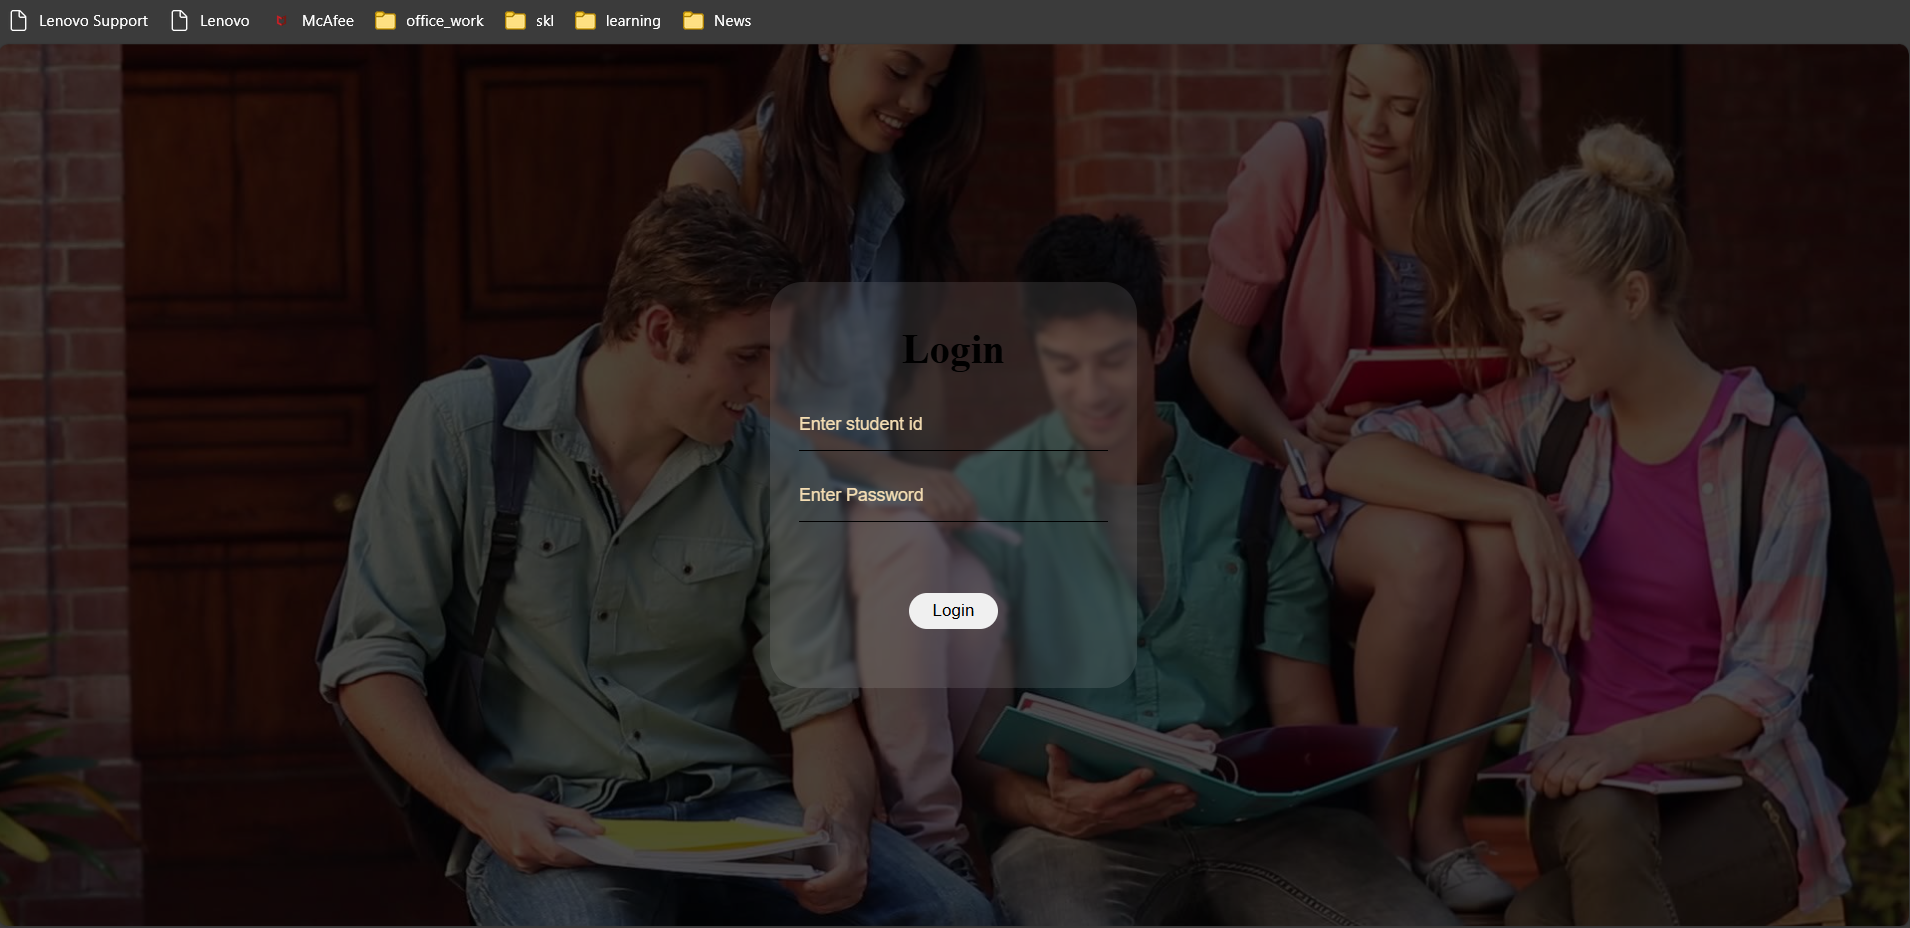 Lenovo Support Lenovo McAfee office_work skl learning News
Login
Enter student id
Enter Password
Login